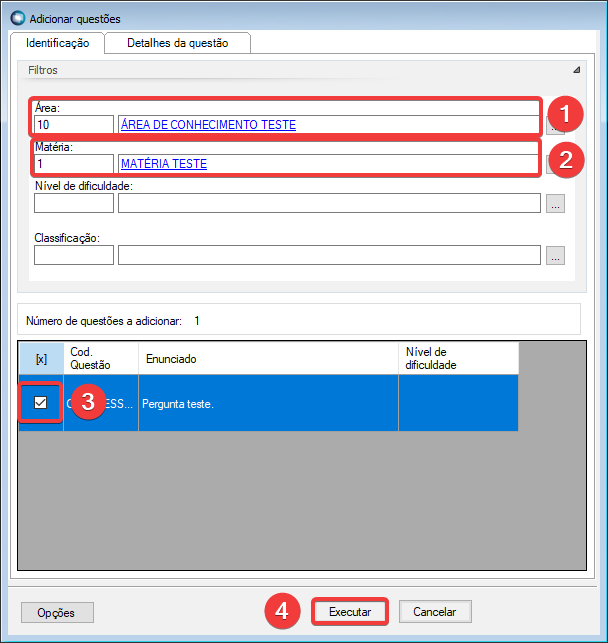 Adicionar questões
Identificação Detalhes da questão
Filtros
Área:
10 ÁREA DE CONHECIMENTO TESTE ... 1
Matéria:
1 MATÉRIA TESTE 2
Nível de dificuldade:
...
Classificação:
...
Número de questões a adicionar: 1
[x] Cod. Questão Enunciado Nível de dificuldade
3 Pergunta teste.
4 Executar Cancelar
Opções